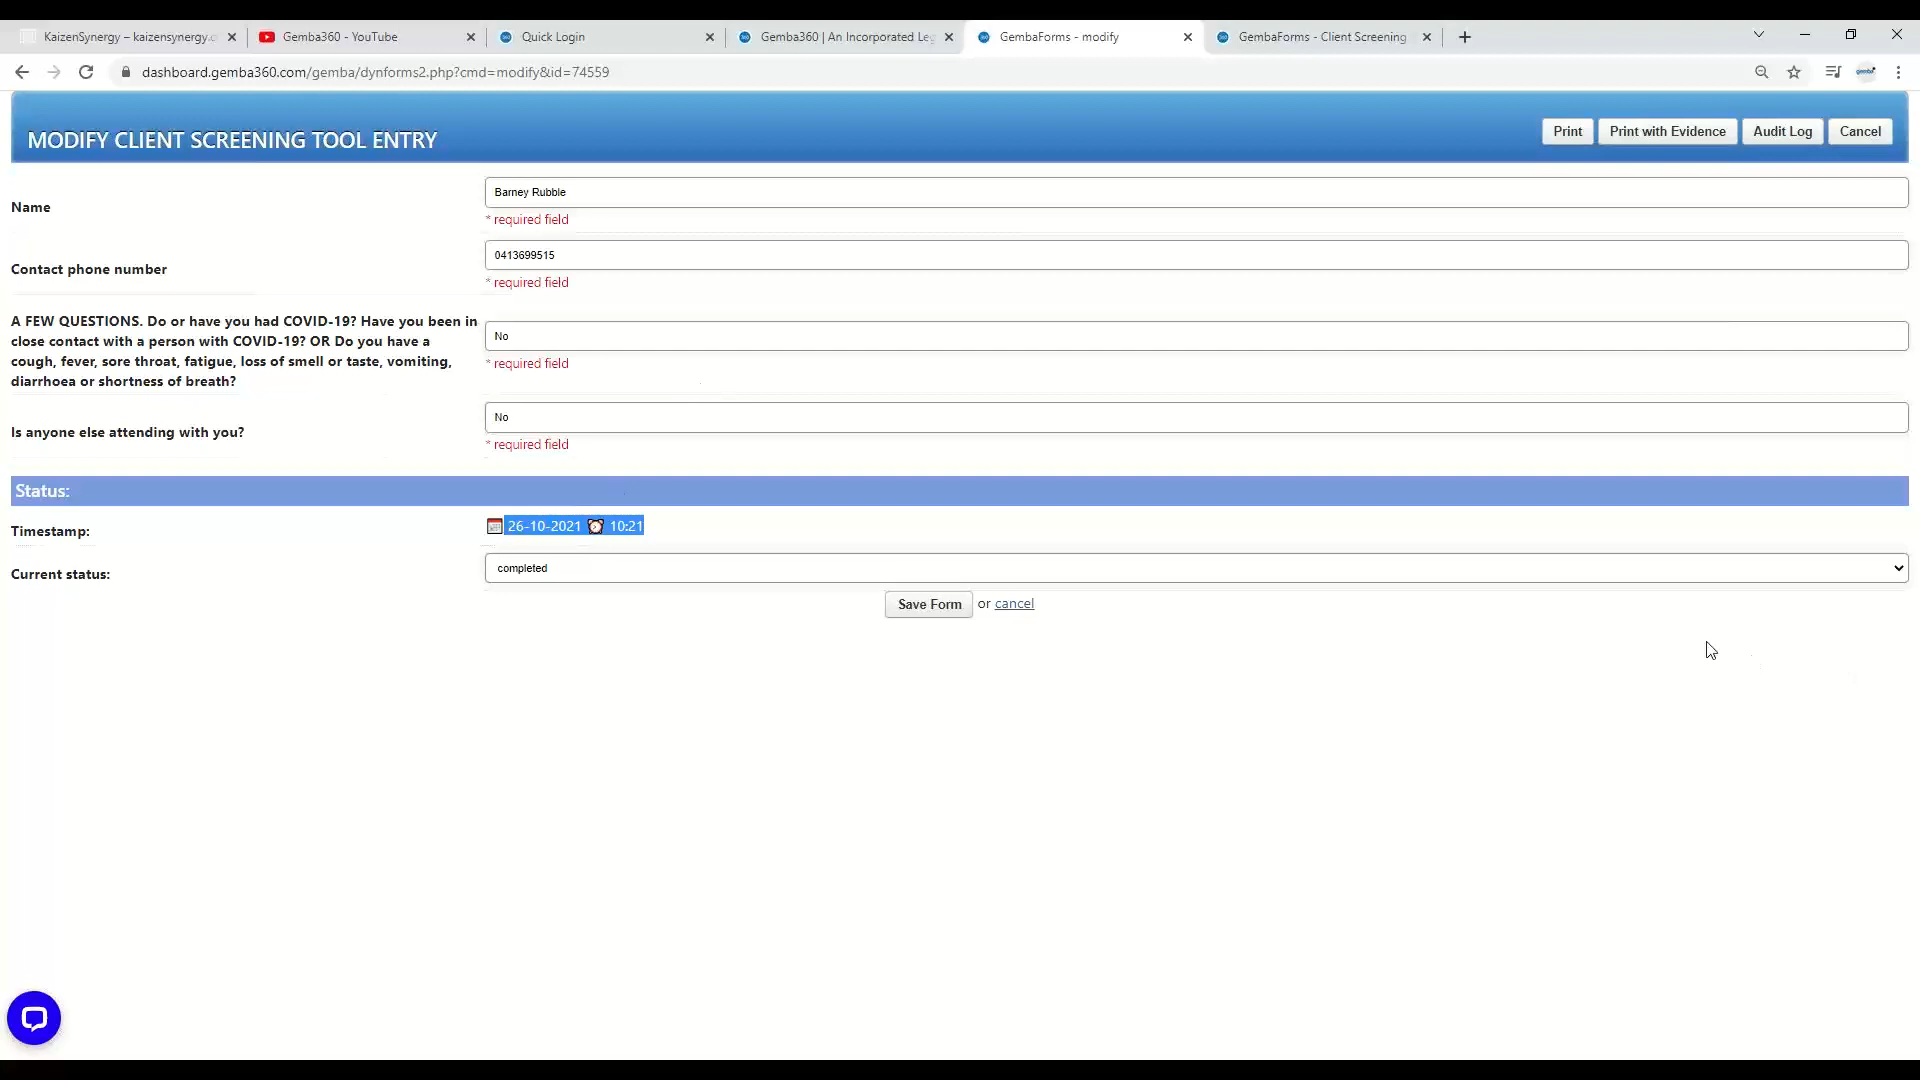 KaizenSynergy – kaizensynergy.c
Gemba360 - YouTube
Quick Login
Gemba360 | An Incorporated Le
GembaForms - modify
GembaForms - Client Screening
dashboard.gemba360.com/gemba/dynforms2.php?cmd=modify&id=74559
MODIFY CLIENT SCREENING TOOL ENTRY
Print
Print with Evidence
Audit Log
Cancel
Name
Barney Rubble
* required field
Contact phone number
0413699515
* required field
A FEW QUESTIONS. Do or have you had COVID-19? Have you been in
close contact with a person with COVID-19? OR Do you have a
cough, fever, sore throat, fatigue, loss of smell or taste, vomiting,
diarrhoea or shortness of breath?
No
* required field
Is anyone else attending with you?
No
* required field
Status:
Timestamp:
26-10-2021 10:21
Current status:
completed
Save Form or cancel